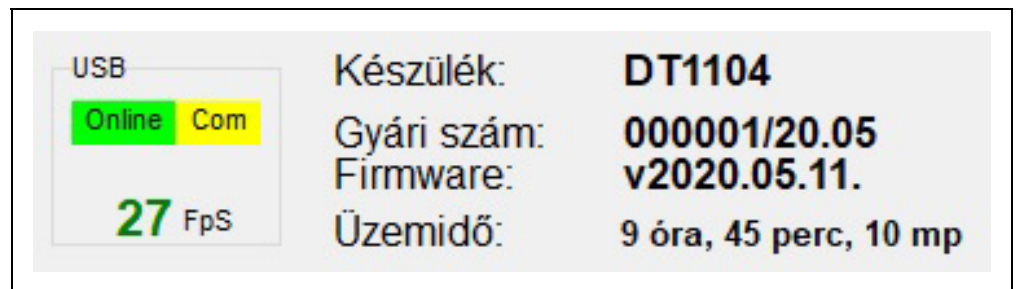 USB
Online Com
27 FpS
Készülék: DT1104
Gyári szám: 000001/20.05
Firmware: v2020.05.11.
Üzemidő: 9 óra, 45 perc, 10 mp